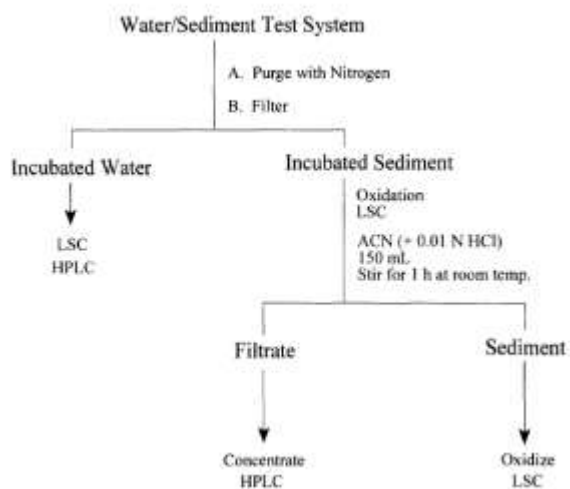 Water/Sediment Test System
A. Purge with Nitrogen
B. Filter
Incubated Water
Incubated Sediment
LSC
HPLC
Oxidation
LSC
ACN (+ 0.01 N HCl)
150 mL
Stir for 1 h at room temp.
Filtrate
Sediment
Concentrate
HPLC
Oxidize
LSC